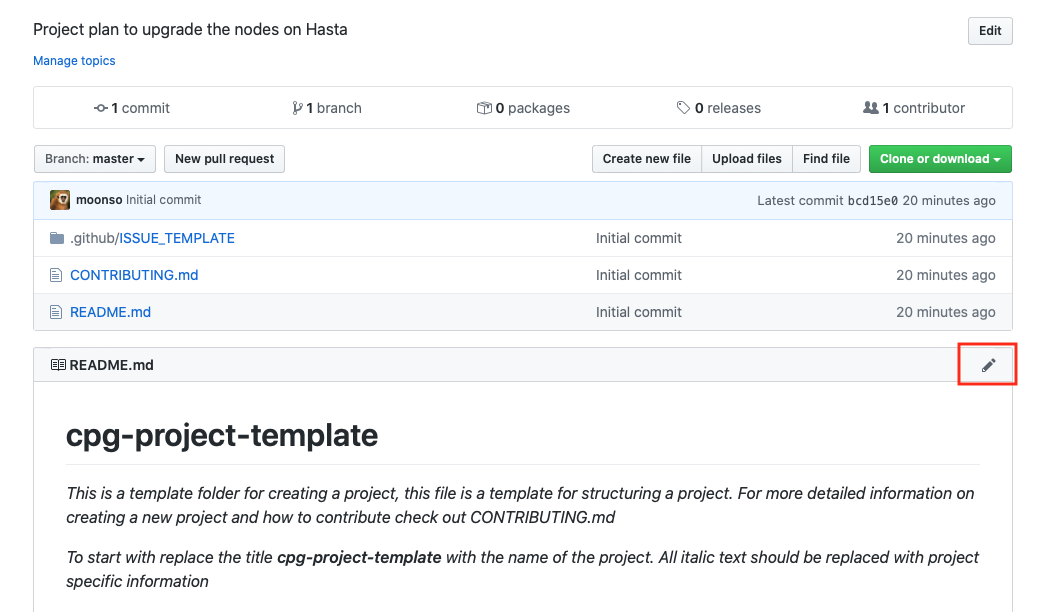 Project plan to upgrade the nodes on Hasta
Edit
Manage topics
1 commit
1 branch
0 packages
0 releases
1 contributor
Branch: master
New pull request
Create new file
Upload files
Find file
Clone or download
moonso Initial commit
Latest commit bcd15e0 20 minutes ago
.github/ISSUE_TEMPLATE
Initial commit
20 minutes ago
CONTRIBUTING.md
Initial commit
20 minutes ago
README.md
Initial commit
20 minutes ago
README.md
cpg-project-template
This is a template folder for creating a project, this file is a template for structuring a project. For more detailed information on
creating a new project and how to contribute check out CONTRIBUTING.md
To start with replace the title cpg-project-template with the name of the project. All italic text should be replaced with project
specific information